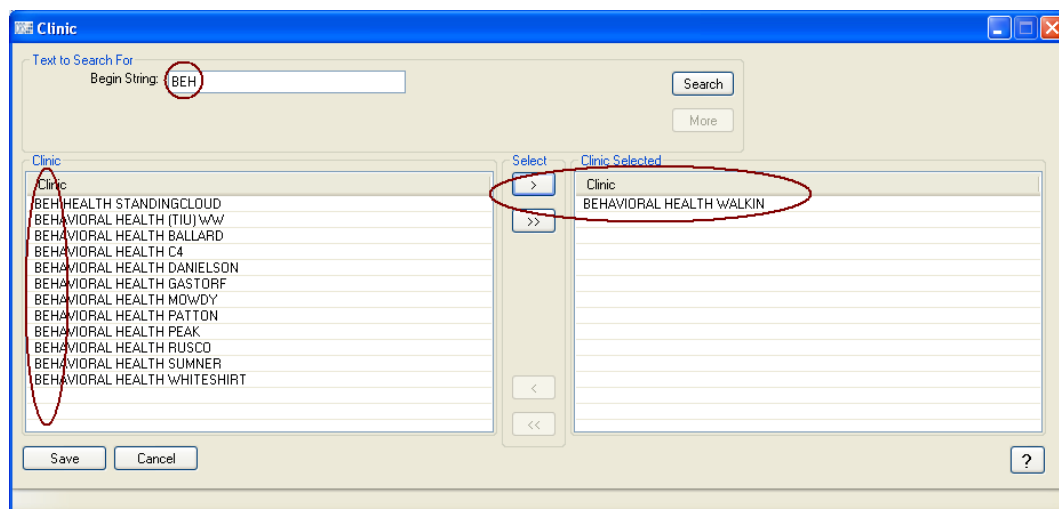 Clinic
Text to Search For
Begin String: BEH
Search
More
Clinic
Clinic
BEH HEALTH STANDINGCLOUD
BEHAVIORAL HEALTH (TIU) WW
BEHAVIORAL HEALTH BALLARD
BEHAVIORAL HEALTH C4
BEHAVIORAL HEALTH DANIELSON
BEHAVIORAL HEALTH GASTORF
BEHAVIORAL HEALTH MOWDY
BEHAVIORAL HEALTH PATTON
BEHAVIORAL HEALTH PEAK
BEHAVIORAL HEALTH RUSCO
BEHAVIORAL HEALTH SUMNER
BEHAVIORAL HEALTH WHITESHIRT
Select
>
>>
<
<<
Clinic Selected
Clinic
BEHAVIORAL HEALTH WALKIN
Save
Cancel
?